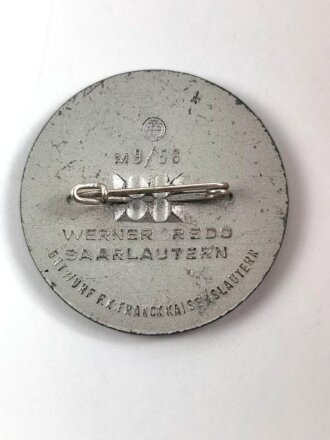 M9/56
WERNER REDO
SAARLAUTERN
ENTWURF F.X. FRANCK KAISERSLAUTERN